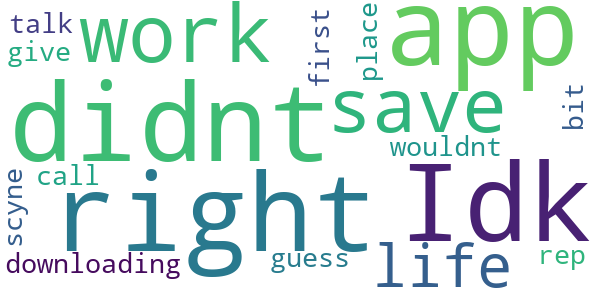 talk
give
work
first
place
app
didnt
save
wouldnt
bit
scyne
call
right
Idk
downloading
guess
life
rep